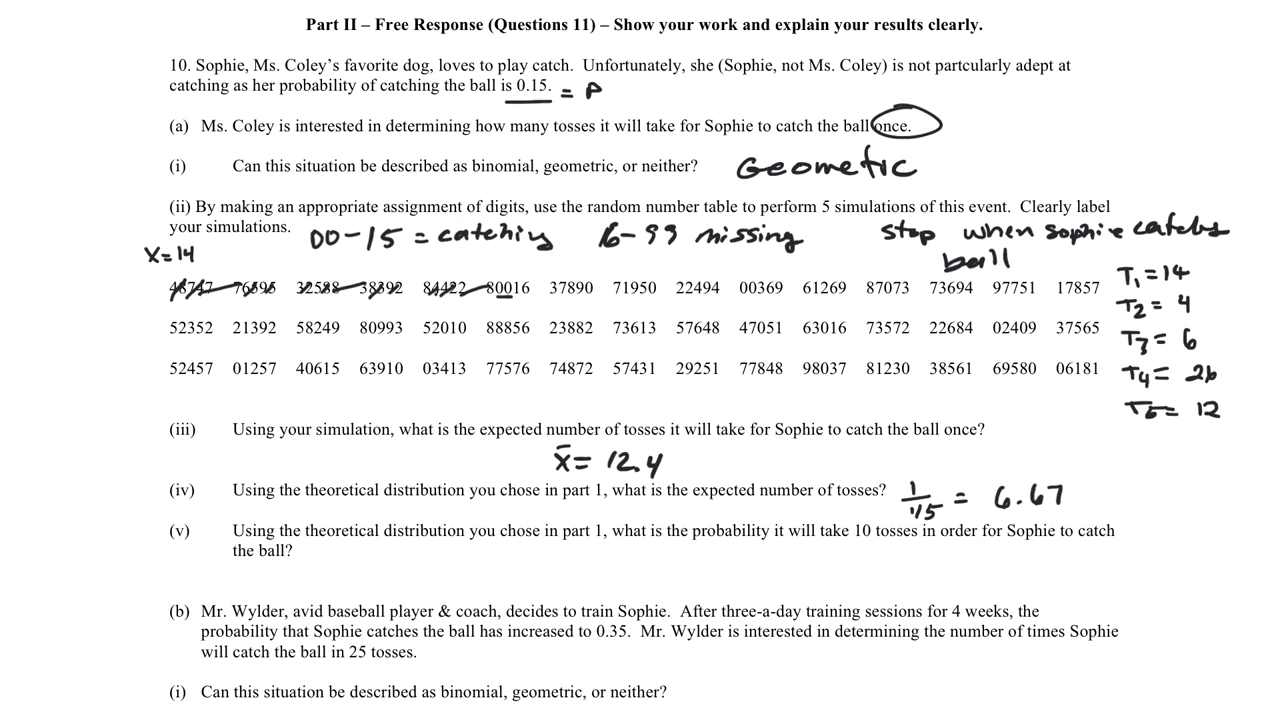 Part II – Free Response (Questions 11) – Show your work and explain your results clearly.
10. Sophie, Ms. Coley's favorite dog, loves to play catch. Unfortunately, she (Sophie, not Ms. Coley) is not partcularly adept at
catching as her probability of catching the ball is 0.15. = P
(a) Ms. Coley is interested in determining how many tosses it will take for Sophie to catch the ball once.
(i) Can this situation be described as binomial, geometric, or neither? Geometric
(ii) By making an appropriate assignment of digits, use the random number table to perform 5 simulations of this event. Clearly label
your simulations. 00-15 = catching 16-99 missing stop when sophie catches
ball
X=14
48747 76595 32588 38392 84422 80016 37890 71950 22494 00369 61269 87073 73694 97751 17857
52352 21392 58249 80993 52010 88856 23882 73613 57648 47051 63016 73572 22684 02409 37565
52457 01257 40615 63910 03413 77576 74872 57431 29251 77848 98037 81230 38561 69580 06181
T1 = 14
T2 = 4
T3 = 6
T4 = 26
T5 = 12
(iii) Using your simulation, what is the expected number of tosses it will take for Sophie to catch the ball once?
x̄ = 12.4
(iv) Using the theoretical distribution you chose in part 1, what is the expected number of tosses? 1/.15 = 6.67
(v) Using the theoretical distribution you chose in part 1, what is the probability it will take 10 tosses in order for Sophie to catch
the ball?
(b) Mr. Wylder, avid baseball player & coach, decides to train Sophie. After three-a-day training sessions for 4 weeks, the
probability that Sophie catches the ball has increased to 0.35. Mr. Wylder is interested in determining the number of times Sophie
will catch the ball in 25 tosses.
(i) Can this situation be described as binomial, geometric, or neither?